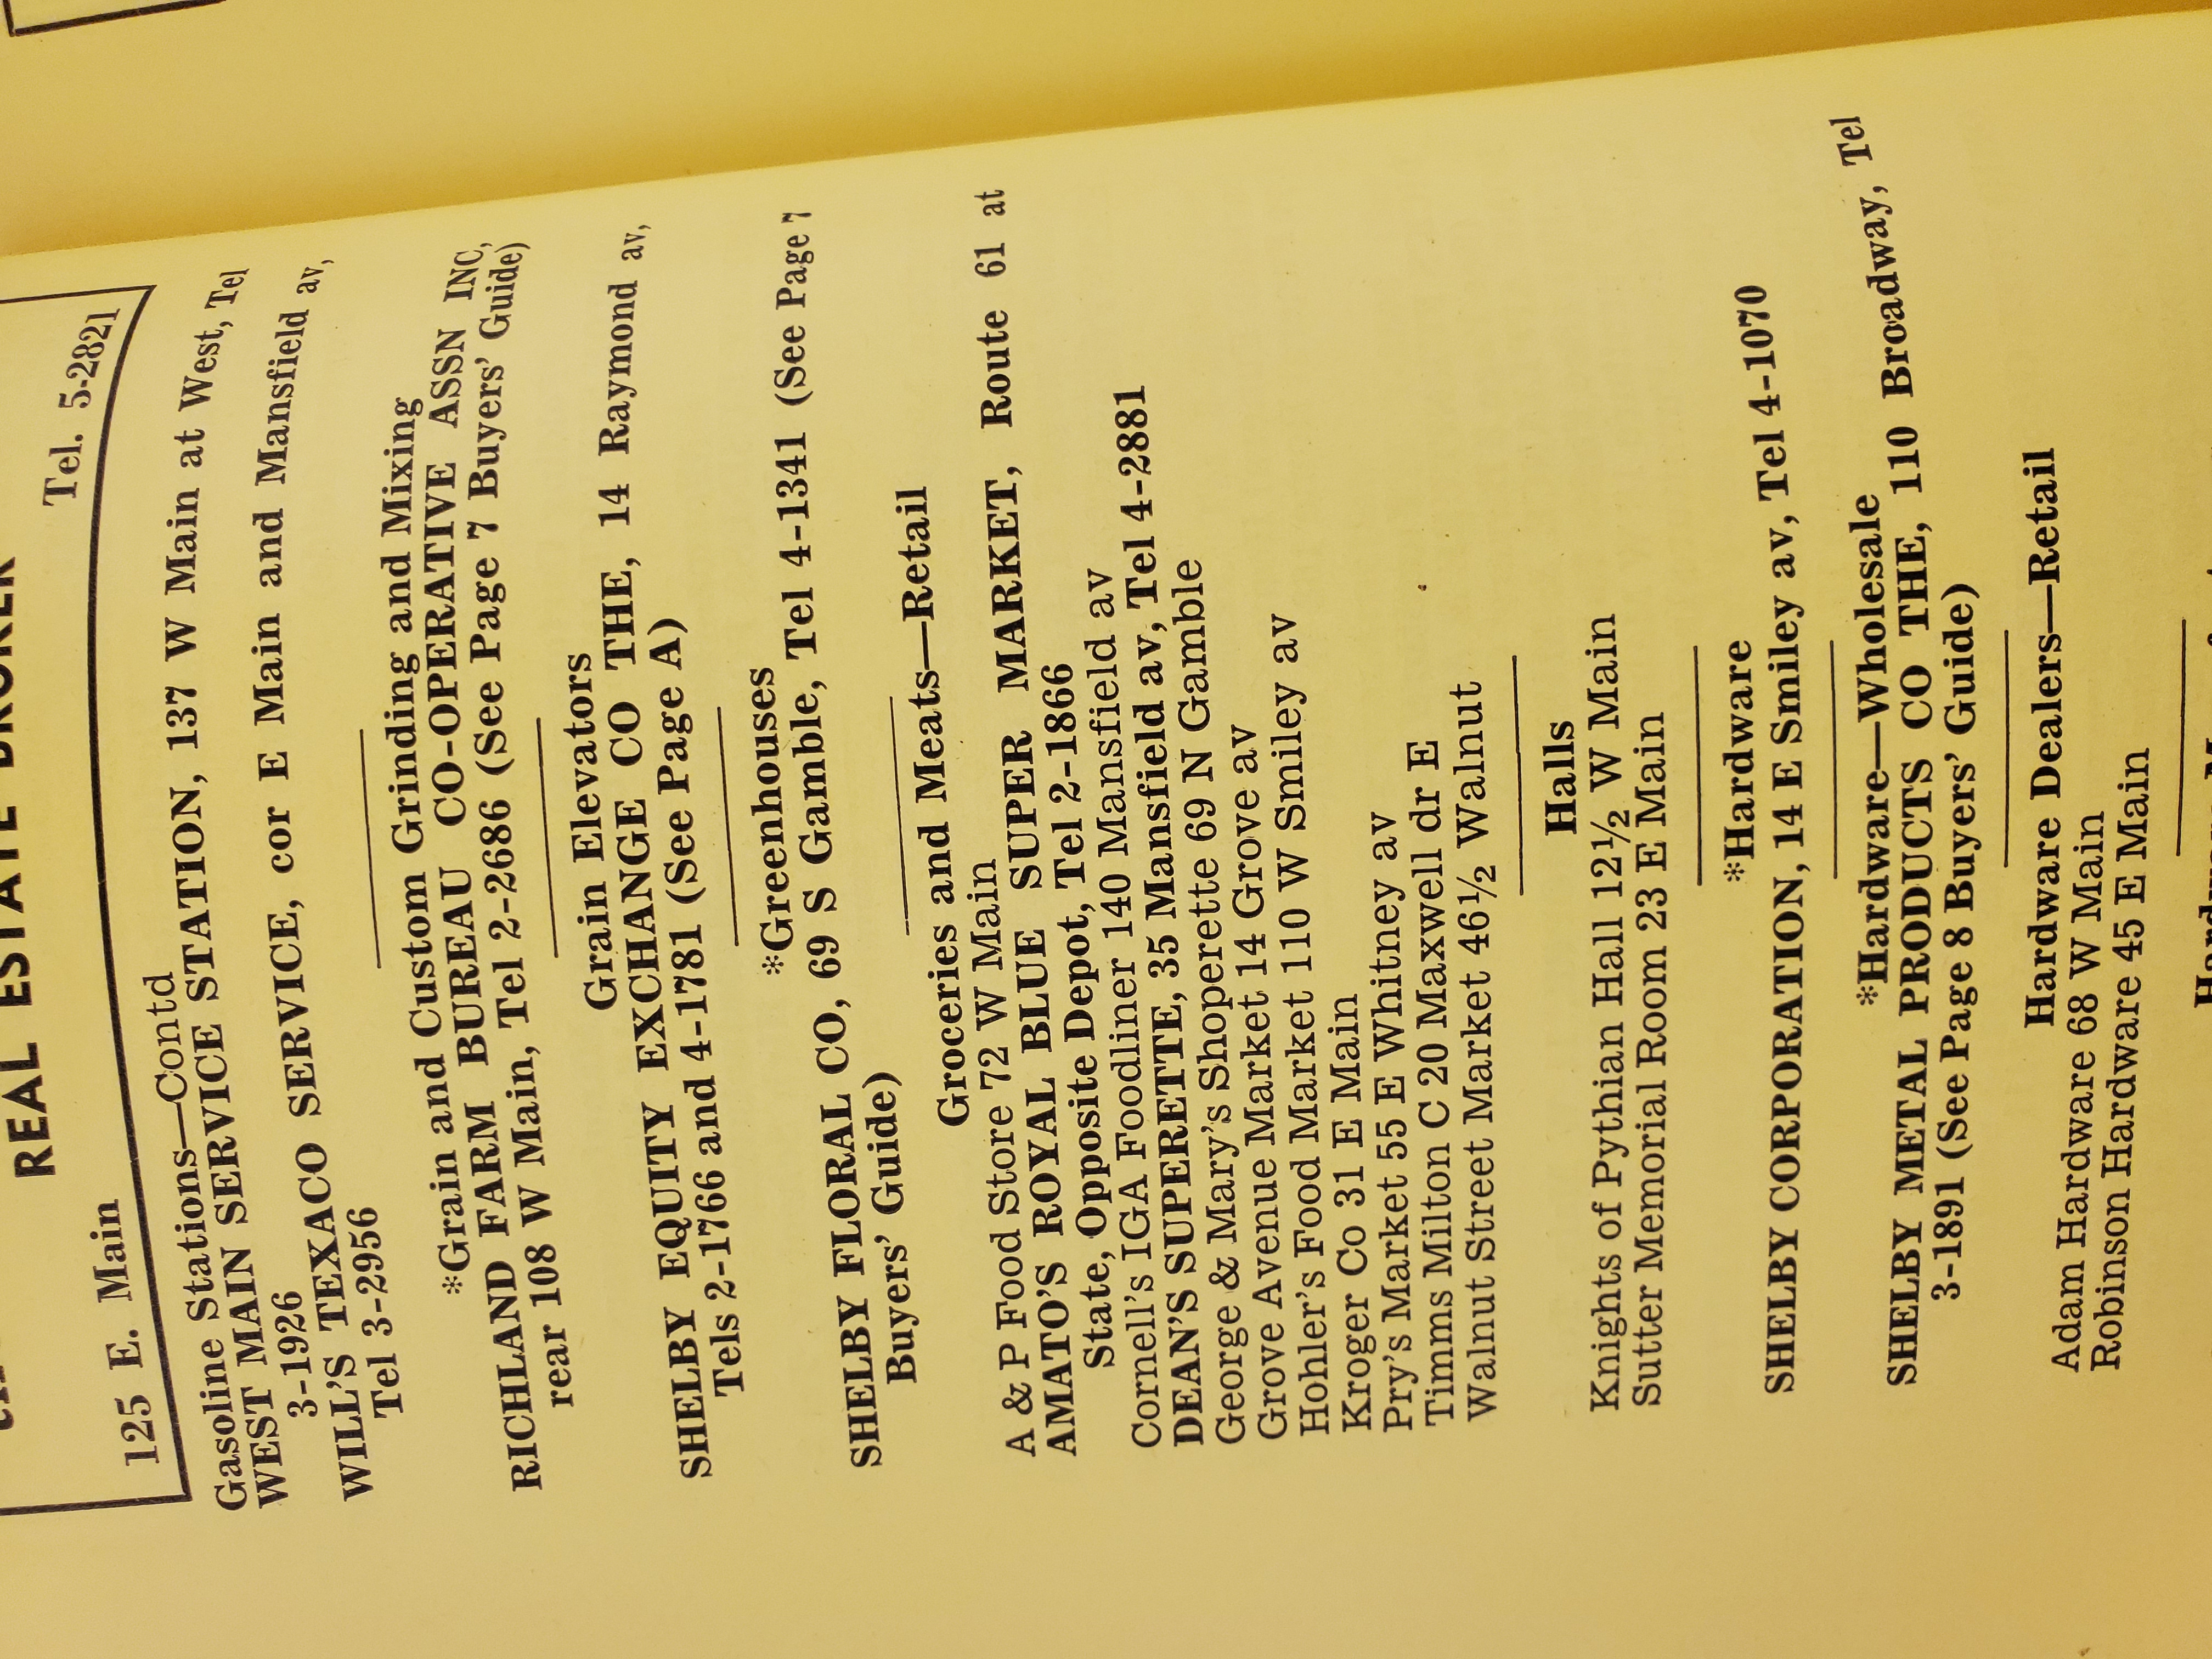 REAL ESTATE BROKER
125 E. Main Tel. 5-2821
Gasoline Stations—Contd
WEST MAIN SERVICE STATION, 137 W Main at West, Tel
3-1926
WILL'S TEXACO SERVICE, cor E Main and Mansfield av,
Tel 3-2956
*Grain and Custom Grinding and Mixing
RICHLAND FARM BUREAU CO-OPERATIVE ASSN INC,
rear 108 W Main, Tel 2-2686 (See Page 7 Buyers' Guide)
Grain Elevators
SHELBY EQUITY EXCHANGE CO THE, 14 Raymond av,
Tels 2-1766 and 4-1781 (See Page A)
*Greenhouses
SHELBY FLORAL CO, 69 S Gamble, Tel 4-1341 (See Page 7
Buyers' Guide)
Groceries and Meats—Retail
A & P Food Store 72 W Main
AMATO'S ROYAL BLUE SUPER MARKET, Route 61 at
State, Opposite Depot, Tel 2-1866
Cornell's IGA Foodliner 140 Mansfield av
DEAN'S SUPERETTE, 35 Mansfield av, Tel 4-2881
George & Mary's Shoperette 69 N Gamble
Grove Avenue Market 14 Grove av
Hohler's Food Market 110 W Smiley av
Kroger Co 31 E Main
Pry's Market 55 E Whitney av
Timms Milton C 20 Maxwell dr E
Walnut Street Market 46½ Walnut
Halls
Knights of Pythian Hall 12½ W Main
Sutter Memorial Room 23 E Main
*Hardware
SHELBY CORPORATION, 14 E Smiley av, Tel 4-1070
*Hardware—Wholesale
SHELBY METAL PRODUCTS CO THE, 110 Broadway, Tel
3-1891 (See Page 8 Buyers' Guide)
Hardware Dealers—Retail
Adam Hardware 68 W Main
Robinson Hardware 45 E Main